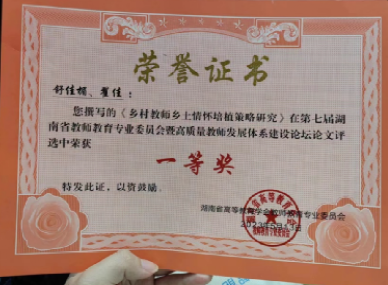 荣誉证书
舒佳楣、翟佳：
您撰写的《乡村教师乡土情怀培植策略研究》在第七届湖
南省教师教育专业委员会暨高质量教师发展体系建设论坛论文评
选中荣获
一等奖
特发此证，以资鼓励。
湖南省高等教育学会教师教育专业委员会